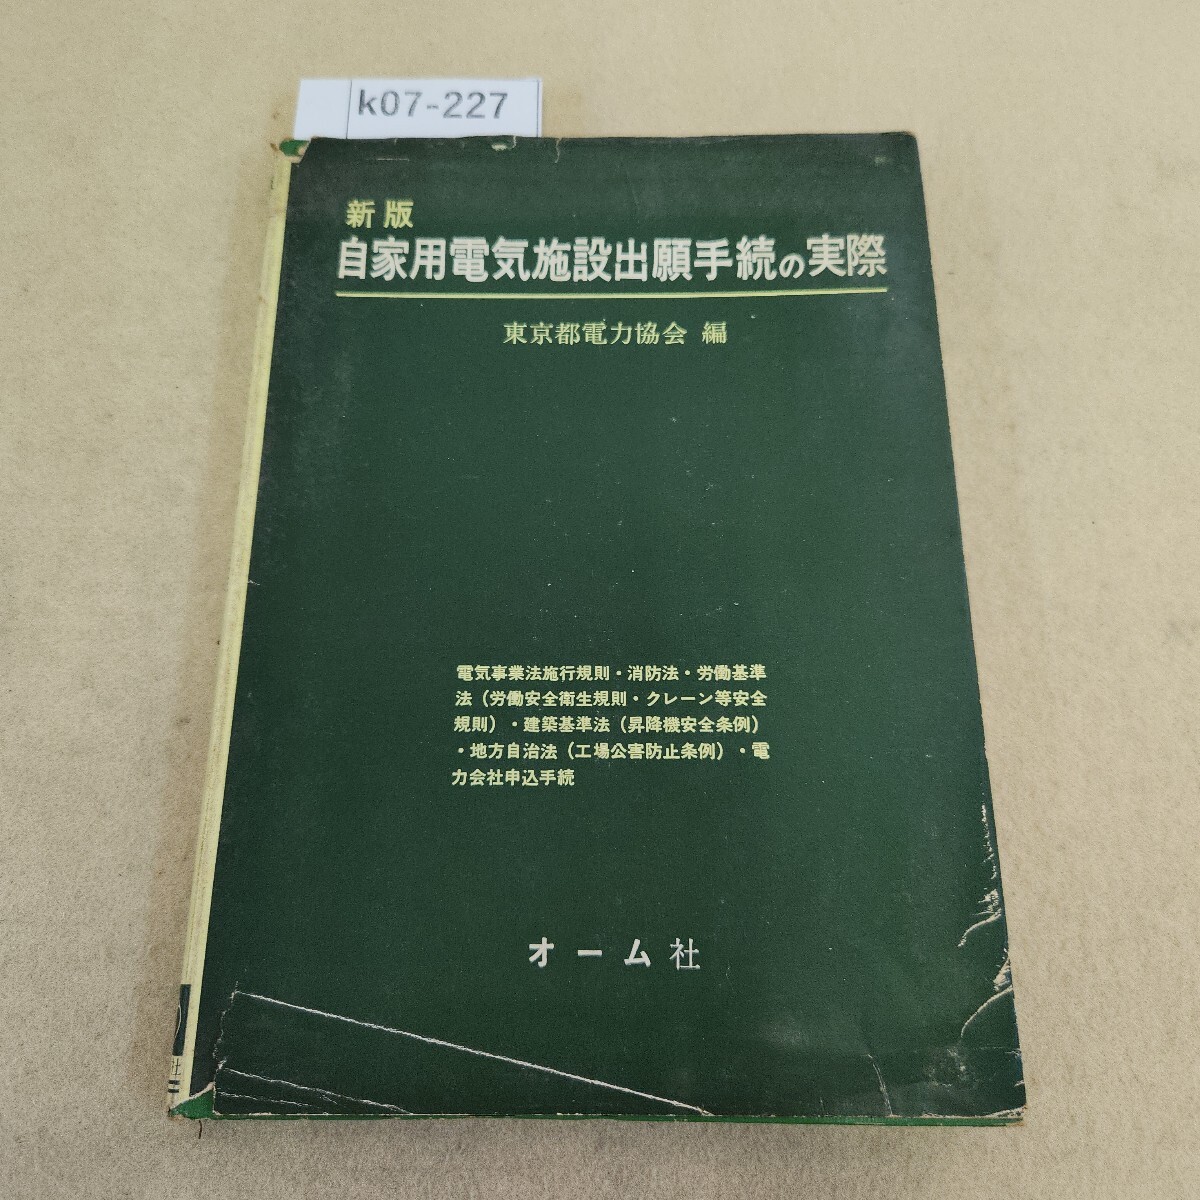 k07-227
新版
自家用電気施設出願手続の実際
東京都電力協会 編
電気事業法施行規則・消防法・労働基準
法（労働安全衛生規則・クレーン等安全
規則）・建築基準法（昇降機安全条例）
・地方自治法（工場公害防止条例）・電
力会社申込手続
オーム社
社